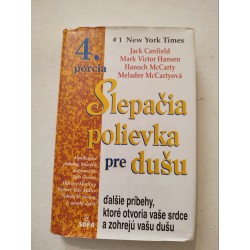 #1 New York Times
Jack Canfield
Mark Victor Hansen
Hanoch McCarty
Meladee McCartyová
4.
porcia
Slepačia
polievka
pre dušu
ďalšie príbehy,
ktoré otvoria vaše srdce
a zohrejú vašu dušu
SOFA